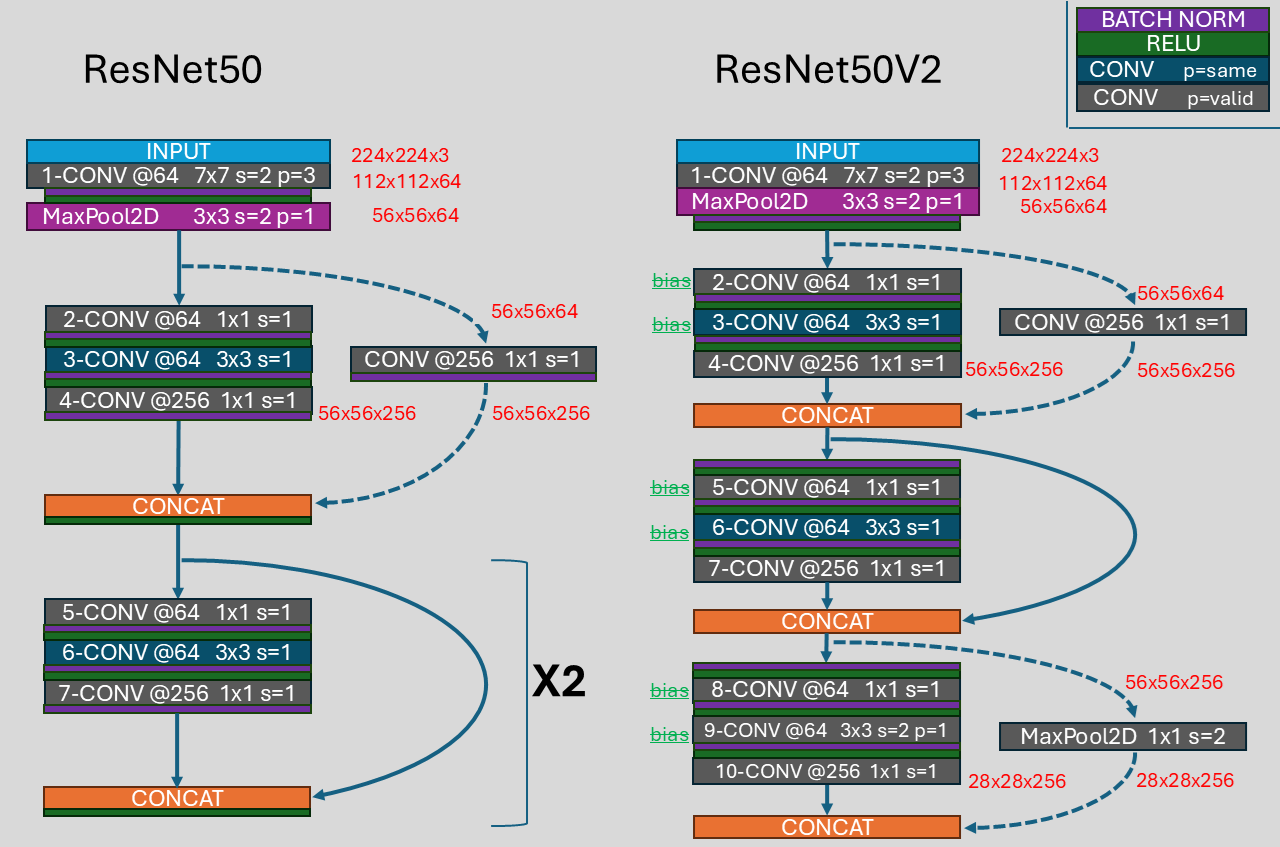 ResNet50
INPUT
224x224x3
1-CONV @64 7x7 s=2 p=3
112x112x64
MaxPool2D 3x3 s=2 p=1
56x56x64
2-CONV @64 1x1 s=1
56x56x64
3-CONV @64 3x3 s=1
CONV @256 1x1 s=1
4-CONV @256 1x1 s=1
56x56x256
56x56x256
CONCAT
5-CONV @64 1x1 s=1
6-CONV @64 3x3 s=1
7-CONV @256 1x1 s=1
X2
CONCAT
ResNet50V2
BATCH NORM
RELU
CONV p=same
CONV p=valid
INPUT
224x224x3
1-CONV @64 7x7 s=2 p=3
112x112x64
MaxPool2D 3x3 s=2 p=1
56x56x64
bias
2-CONV @64 1x1 s=1
56x56x64
bias
3-CONV @64 3x3 s=1
CONV @256 1x1 s=1
4-CONV @256 1x1 s=1
56x56x256
56x56x256
CONCAT
bias
5-CONV @64 1x1 s=1
bias
6-CONV @64 3x3 s=1
7-CONV @256 1x1 s=1
CONCAT
bias
8-CONV @64 1x1 s=1
56x56x256
bias
9-CONV @64 3x3 s=2 p=1
MaxPool2D 1x1 s=2
10-CONV @256 1x1 s=1
28x28x256
28x28x256
CONCAT